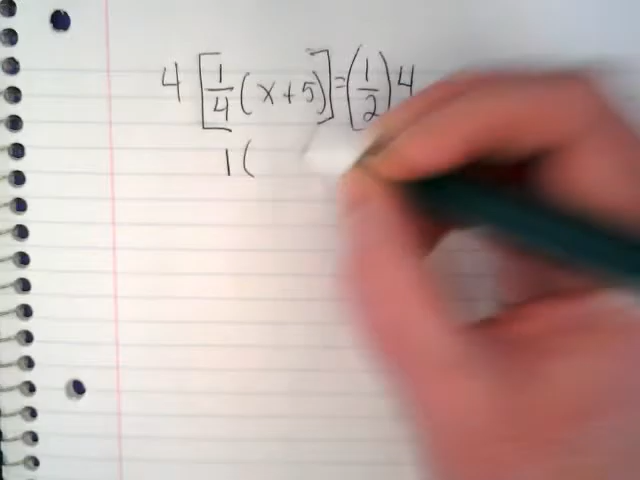 4 [1/4 (x+5)] = (1/2) 4
1(